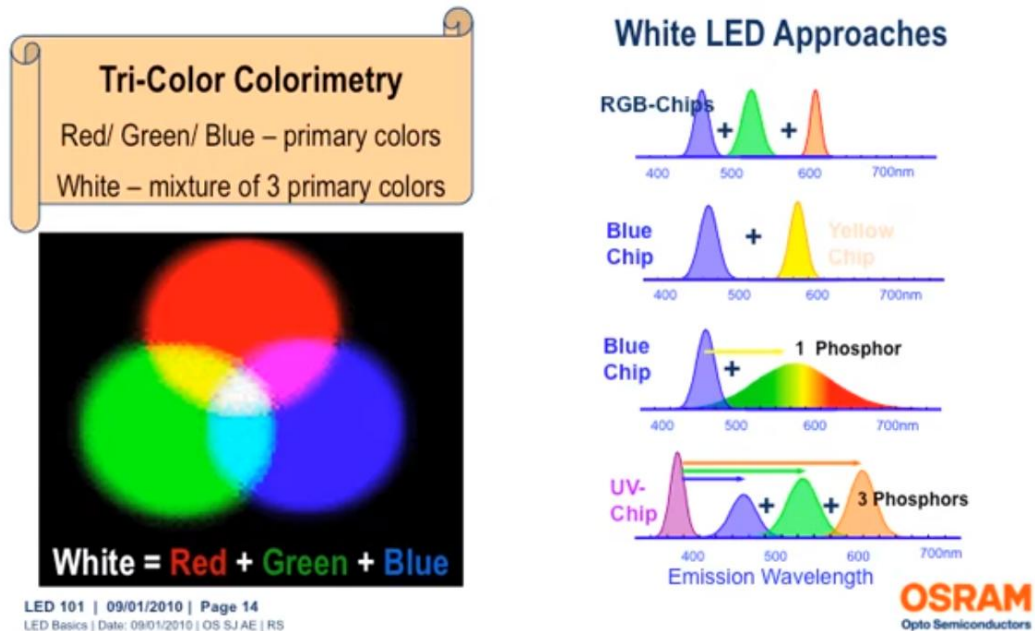 Tri-Color Colorimetry
Red/ Green/ Blue – primary colors
White – mixture of 3 primary colors
White = Red + Green + Blue
LED 101 | 09/01/2010 | Page 14
LED Basics | Date: 09/01/2010 | OS SJ AE | RS
White LED Approaches
RGB-Chips
+ +
400 500 600 700nm
Blue
Chip
+
Yellow
Chip
400 500 600 700nm
Blue
Chip
+
1 Phosphor
400 500 600 700nm
UV-
Chip
+ +
3 Phosphors
400 500 600 700nm
Emission Wavelength
OSRAM
Opto Semiconductors